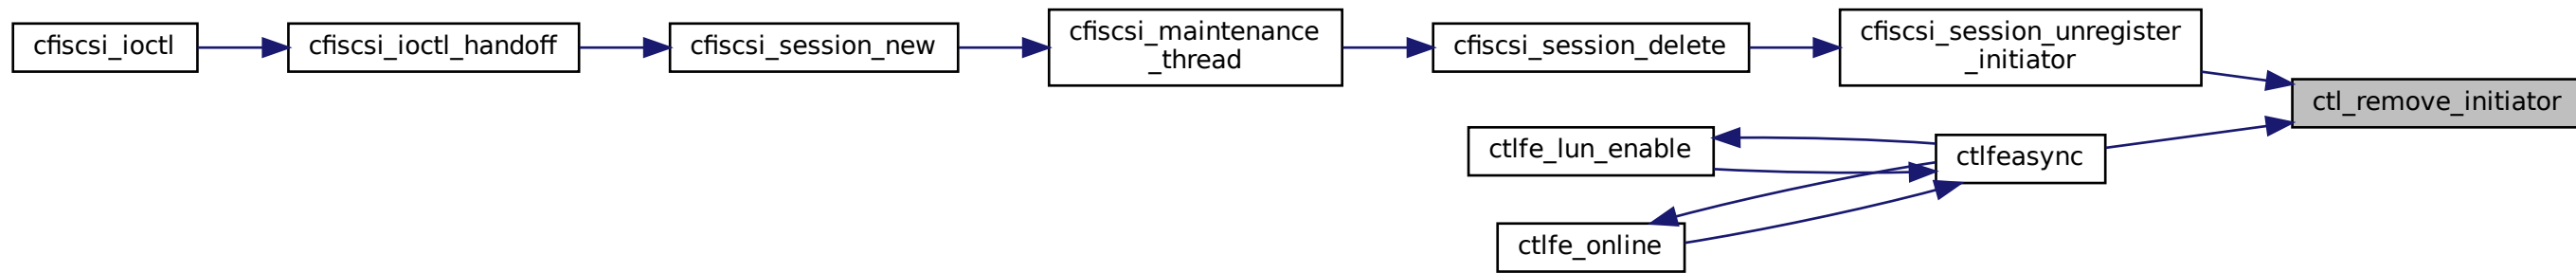 cfiscsi_ioctl
cfiscsi_ioctl_handoff
cfiscsi_session_new
cfiscsi_maintenance
_thread
cfiscsi_session_delete
cfiscsi_session_unregister
_initiator
ctl_remove_initiator
ctlfe_lun_enable
ctlfeasync
ctlfe_online